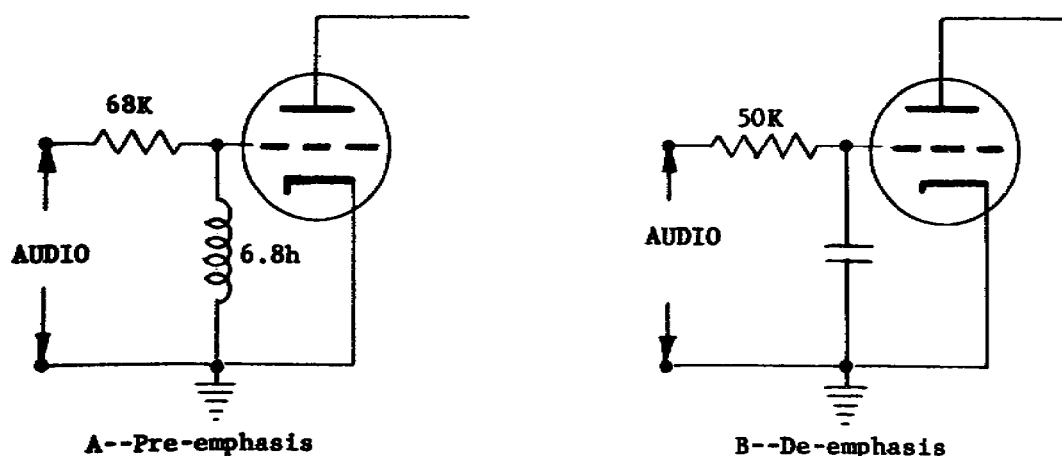 68K
AUDIO
6.8h
A--Pre-emphasis
50K
AUDIO
B--De-emphasis